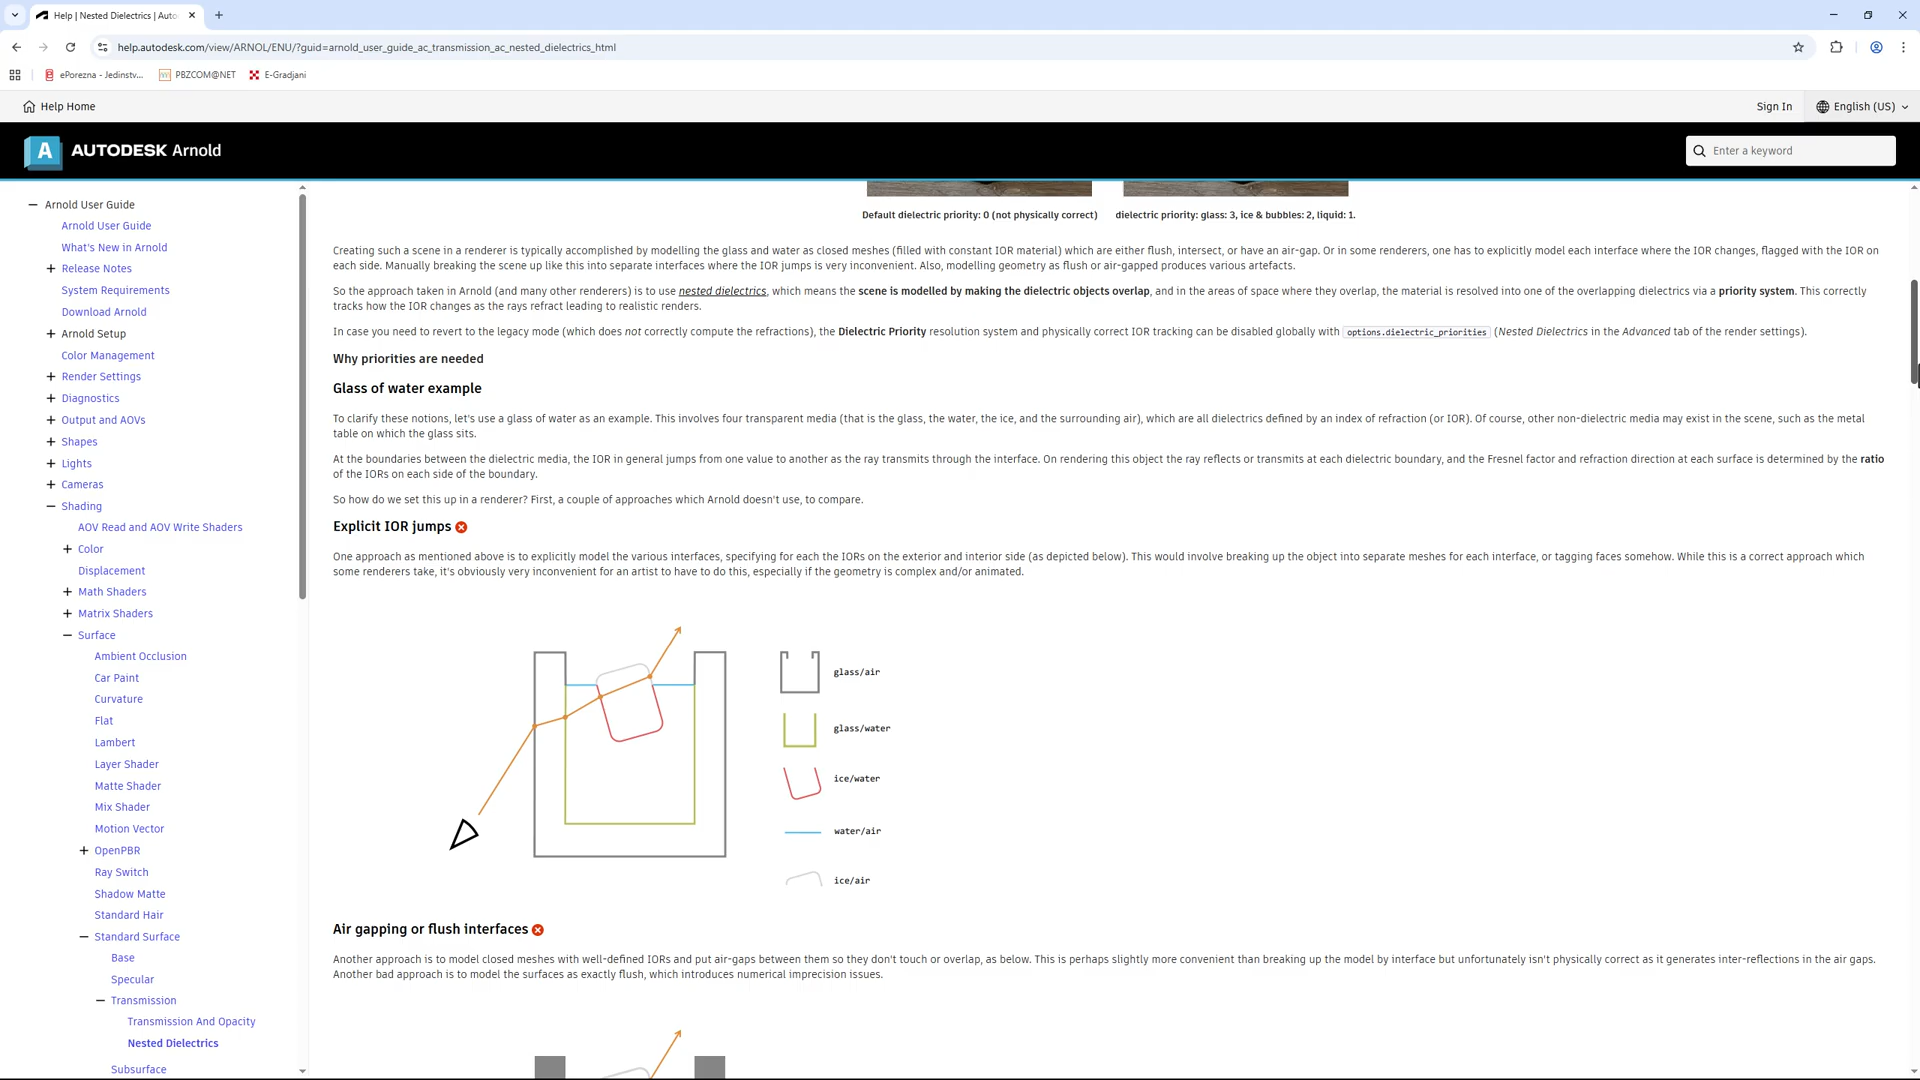 Help | Nested Dielectrics | Auto
help.autodesk.com/view/ARNOL/ENU/?guid=arnold_user_guide_ac_transmission_ac_nested_dielectrics_html
ePorezna - Jedinstv...
PBZCOM@NET
E-Gradjani
Help Home
Sign In
English (US)
A
AUTODESK Arnold
Enter a keyword
Arnold User Guide
Arnold User Guide
What's New in Arnold
Release Notes
System Requirements
Download Arnold
Arnold Setup
Color Management
Render Settings
Diagnostics
Output and AOVs
Shapes
Lights
Cameras
Shading
AOV Read and AOV Write Shaders
Color
Displacement
Math Shaders
Matrix Shaders
Surface
Ambient Occlusion
Car Paint
Curvature
Flat
Lambert
Layer Shader
Matte Shader
Mix Shader
Motion Vector
OpenPBR
Ray Switch
Shadow Matte
Standard Hair
Standard Surface
Base
Specular
Transmission
Transmission And Opacity
Nested Dielectrics
Subsurface
Default dielectric priority: 0 (not physically correct)
dielectric priority: glass: 3, ice & bubbles: 2, liquid: 1.
Creating such a scene in a renderer is typically accomplished by modelling the glass and water as closed meshes (filled with constant IOR material) which are either flush, intersect, or have an air-gap. Or in some renderers, one has to explicitly model each interface where the IOR changes, flagged with the IOR on
each side. Manually breaking the scene up like this into separate interfaces where the IOR jumps is very inconvenient. Also, modelling geometry as flush or air-gapped produces various artefacts.
So the approach taken in Arnold (and many other renderers) is to use nested dielectrics, which means the scene is modelled by making the dielectric objects overlap, and in the areas of space where they overlap, the material is resolved into one of the overlapping dielectrics via a priority system. This correctly
tracks how the IOR changes as the rays refract leading to realistic renders.
In case you need to revert to the legacy mode (which does not correctly compute the refractions), the Dielectric Priority resolution system and physically correct IOR tracking can be disabled globally with options.dielectric_priorities (Nested Dielectrics in the Advanced tab of the render settings).
Why priorities are needed
Glass of water example
To clarify these notions, let's use a glass of water as an example. This involves four transparent media (that is the glass, the water, the ice, and the surrounding air), which are all dielectrics defined by an index of refraction (or IOR). Of course, other non-dielectric media may exist in the scene, such as the metal
table on which the glass sits.
At the boundaries between the dielectric media, the IOR in general jumps from one value to another as the ray transmits through the interface. On rendering this object the ray reflects or transmits at each dielectric boundary, and the Fresnel factor and refraction direction at each surface is determined by the ratio
of the IORs on each side of the boundary.
So how do we set this up in a renderer? First, a couple of approaches which Arnold doesn't use, to compare.
Explicit IOR jumps
One approach as mentioned above is to explicitly model the various interfaces, specifying for each the IORs on the exterior and interior side (as depicted below). This would involve breaking up the object into separate meshes for each interface, or tagging faces somehow. While this is a correct approach which
some renderers take, it's obviously very inconvenient for an artist to have to do this, especially if the geometry is complex and/or animated.
glass/air
glass/water
ice/water
water/air
ice/air
Air gapping or flush interfaces
Another approach is to model closed meshes with well-defined IORs and put air-gaps between them so they don't touch or overlap, as below. This is perhaps slightly more convenient than breaking up the model by interface but unfortunately isn't physically correct as it generates inter-reflections in the air gaps.
Another bad approach is to model the surfaces as exactly flush, which introduces numerical imprecision issues.